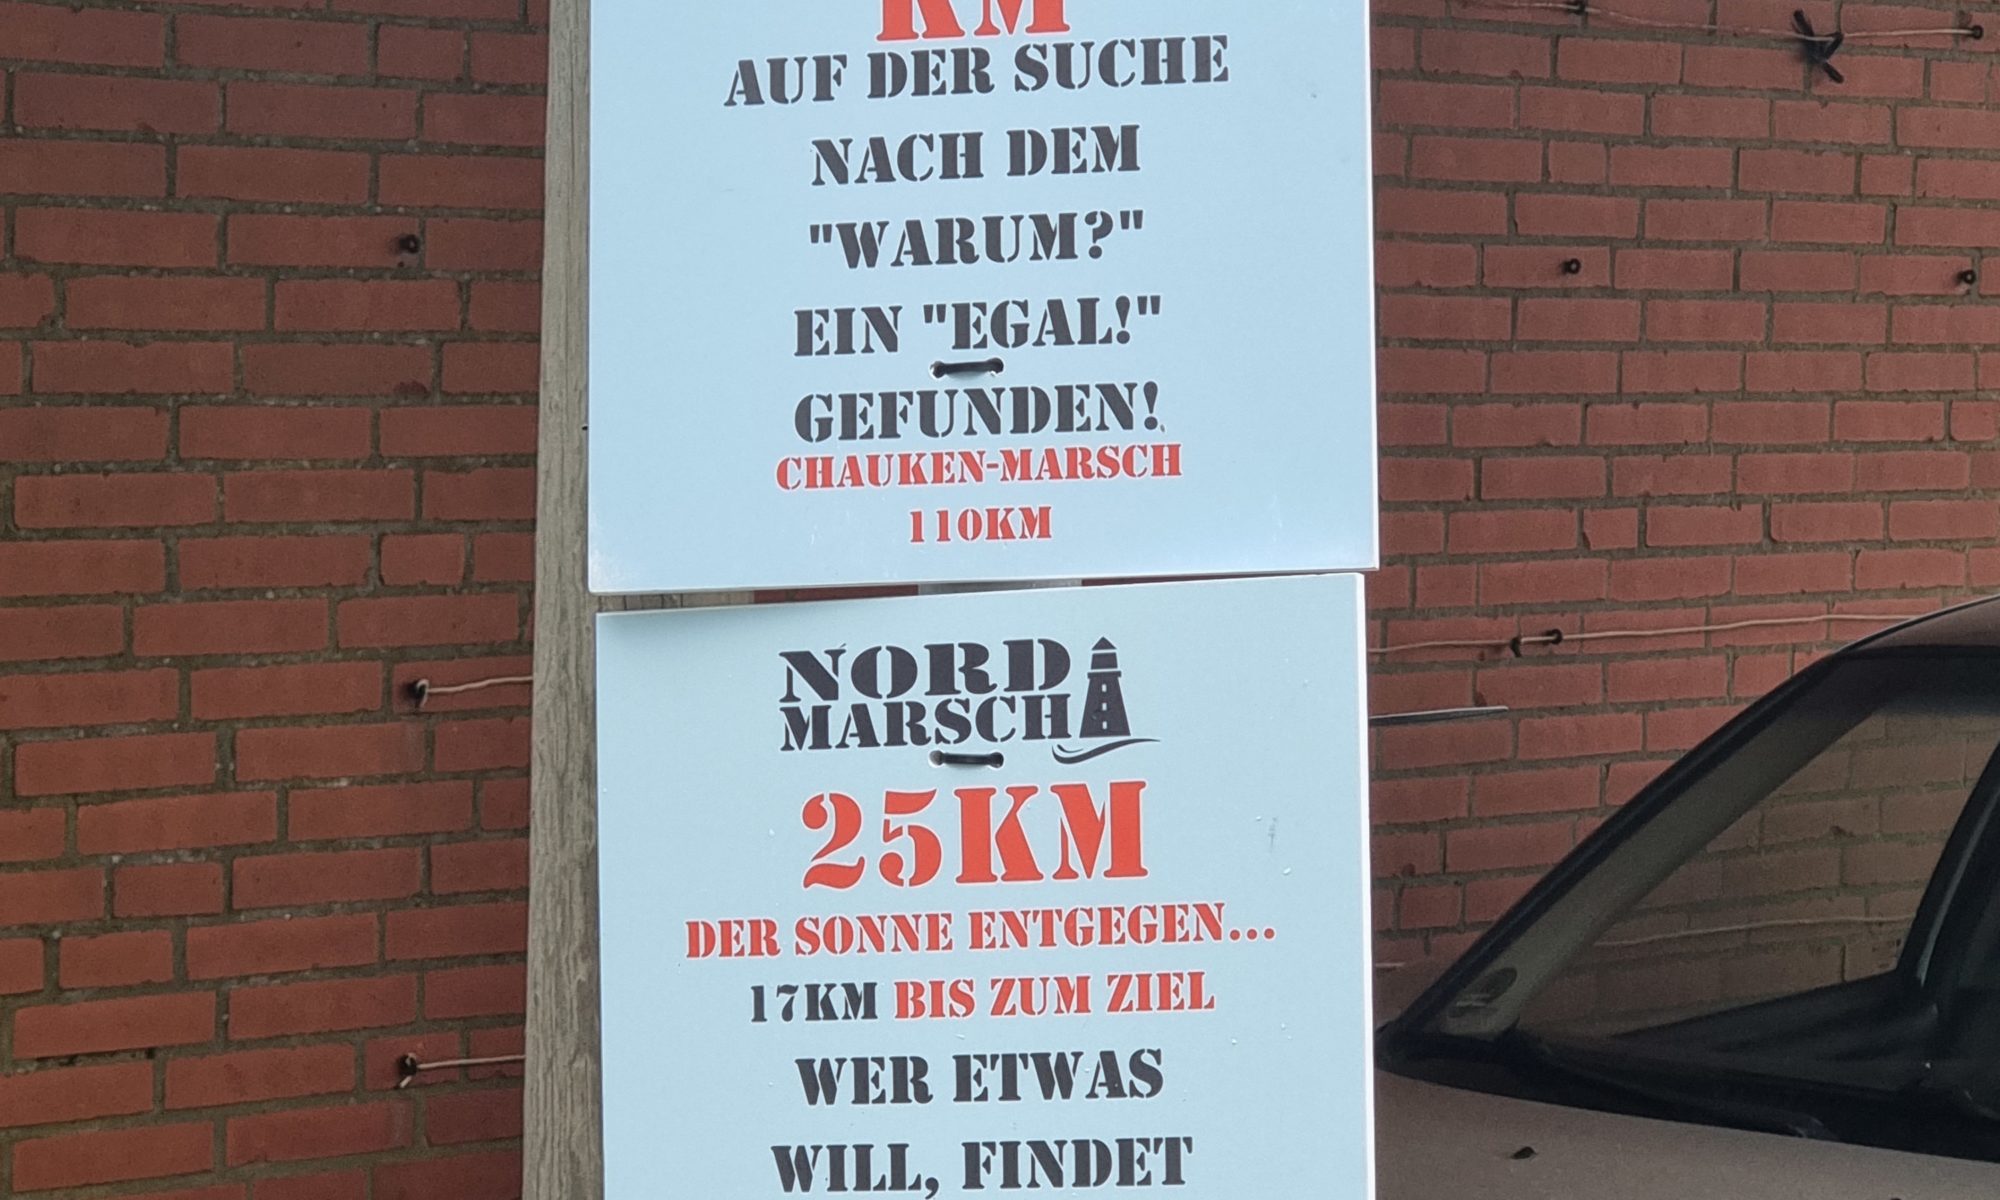 KM
AUF DER SUCHE
NACH DEM
"WARUM?"
EIN "EGAL!"
GEFUNDEN!
CHAUKEN-MARSCH
110KM
NORD
MARSCH
25KM
DER SONNE ENTGEGEN...
17KM BIS ZUM ZIEL
WER ETWAS
WILL, FINDET